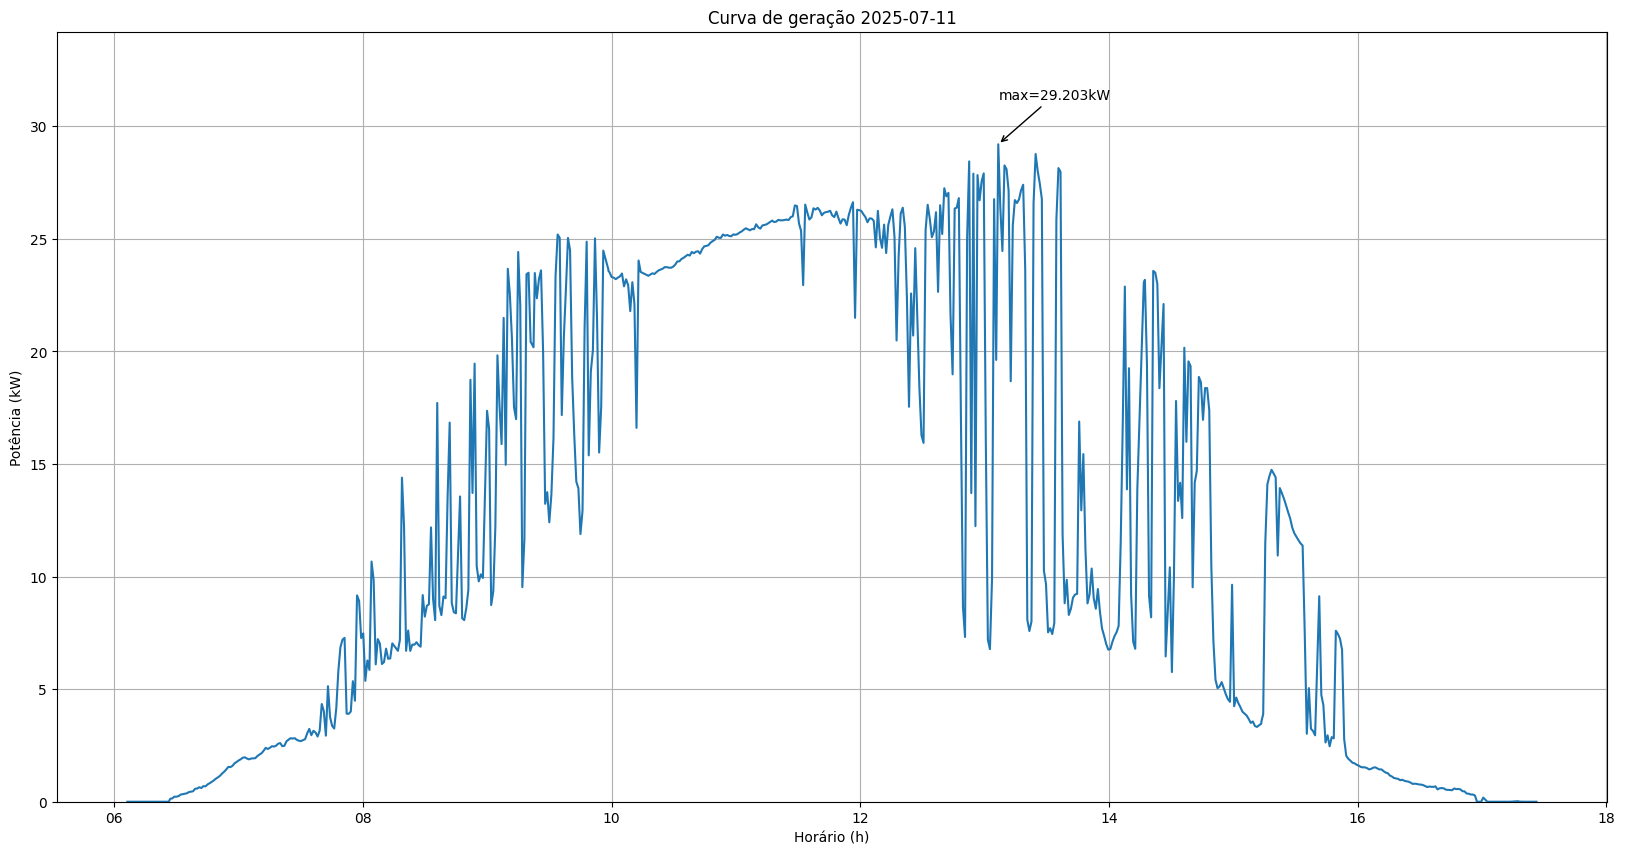 Curva de geração 2025-07-11
max=29.203kW
30
25
20
15
10
5
0
Potência (kW)
06 08 10 12 14 16 18
Horário (h)